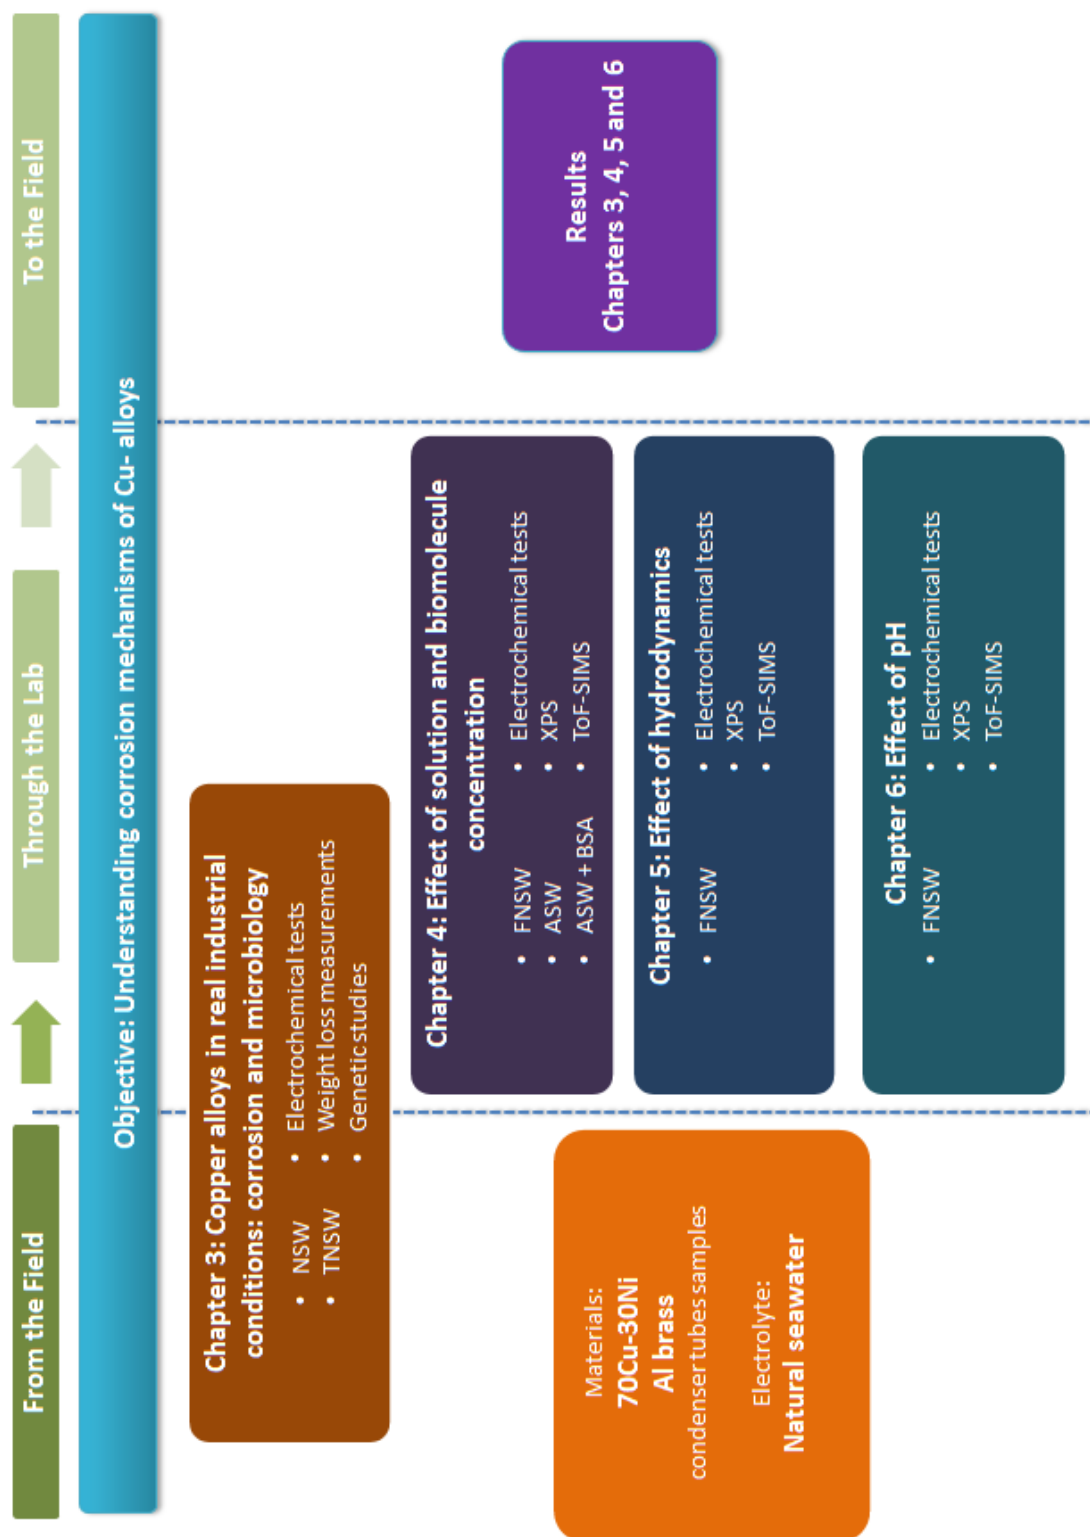 From the Field
Through the Lab
To the Field
Objective: Understanding corrosion mechanisms of Cu- alloys
Chapter 3: Copper alloys in real industrial
conditions: corrosion and microbiology
• NSW
• TNSW
• Electrochemical tests
• Weight loss measurements
• Genetic studies
Materials:
70Cu-30Ni
Al brass
condenser tubes samples
Electrolyte:
Natural seawater
Chapter 4: Effect of solution and biomolecule
concentration
• FNSW
• ASW
• ASW + BSA
• Electrochemical tests
• XPS
• ToF-SIMS
Chapter 5: Effect of hydrodynamics
• FNSW
• Electrochemical tests
• XPS
• ToF-SIMS
Chapter 6: Effect of pH
• FNSW
• Electrochemical tests
• XPS
• ToF-SIMS
Results
Chapters 3, 4, 5 and 6